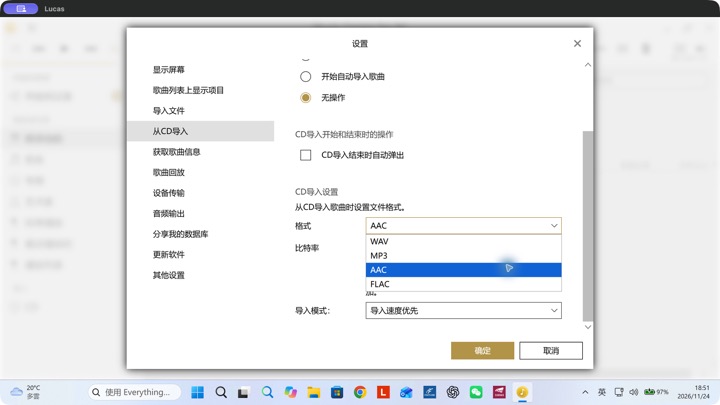 Lucas
设置
显示屏幕
歌曲列表上显示项目
导入文件
从CD导入
获取歌曲信息
歌曲回放
设备传输
音频输出
分享我的数据库
更新软件
其他设置
开始自动导入歌曲
无操作
CD导入开始和结束时的操作
CD导入结束时自动弹出
CD导入设置
从CD导入歌曲时设置文件格式。
格式
AAC
比特率
WAV
MP3
AAC
FLAC
导入模式：
导入速度优先
确定
取消
20°C
多云
使用 Everything...
英
97%
18:51
2026/11/24